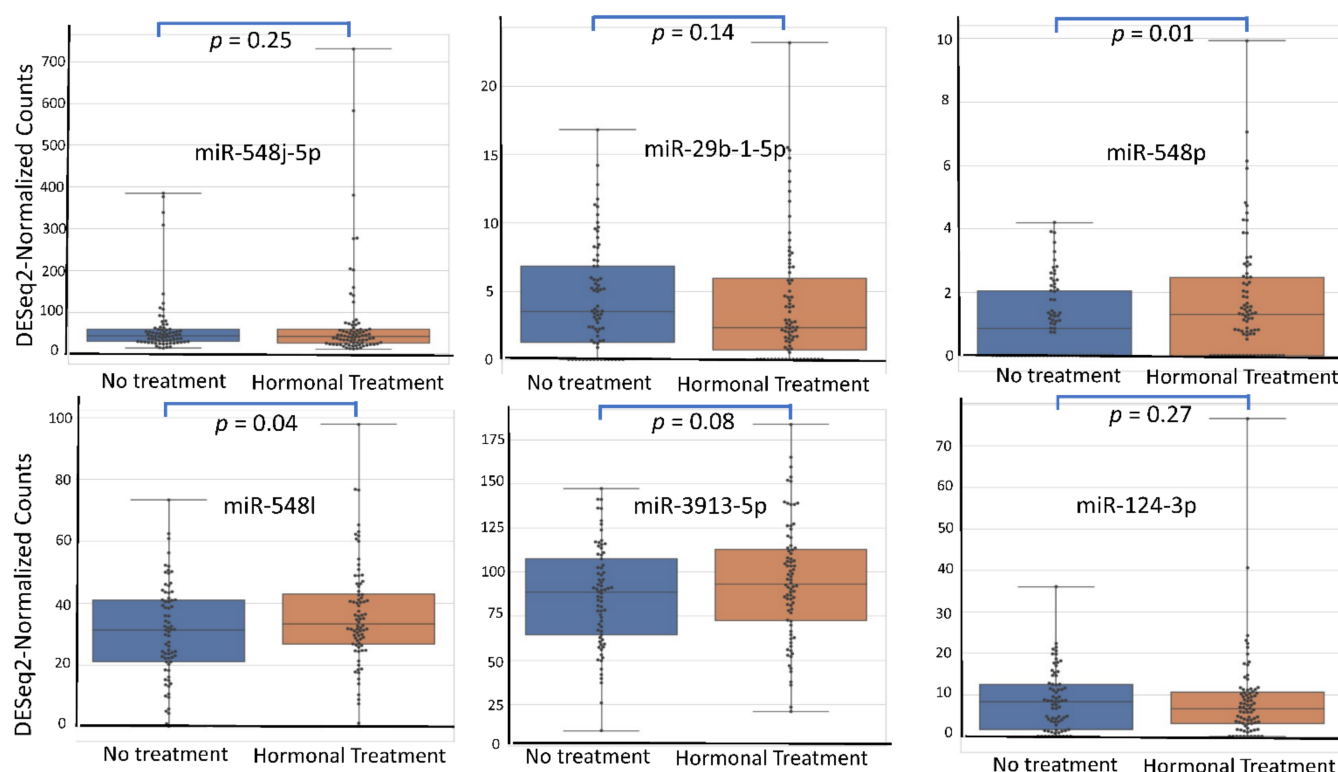 p = 0.25
DESeq2-Normalized Counts
700
600
500
400
300
200
100
0
miR-548j-5p
No treatment
Hormonal Treatment
p = 0.14
20
15
10
5
0
miR-29b-1-5p
No treatment
Hormonal Treatment
p = 0.01
10
8
6
4
2
0
miR-548p
No treatment
Hormonal Treatment
p = 0.04
DESeq2-Normalized Counts
100
80
60
40
20
0
miR-548l
No treatment
Hormonal Treatment
p = 0.08
175
150
125
100
75
50
25
0
miR-3913-5p
No treatment
Hormonal Treatment
p = 0.27
70
60
50
40
30
20
10
0
miR-124-3p
No treatment
Hormonal Treatment